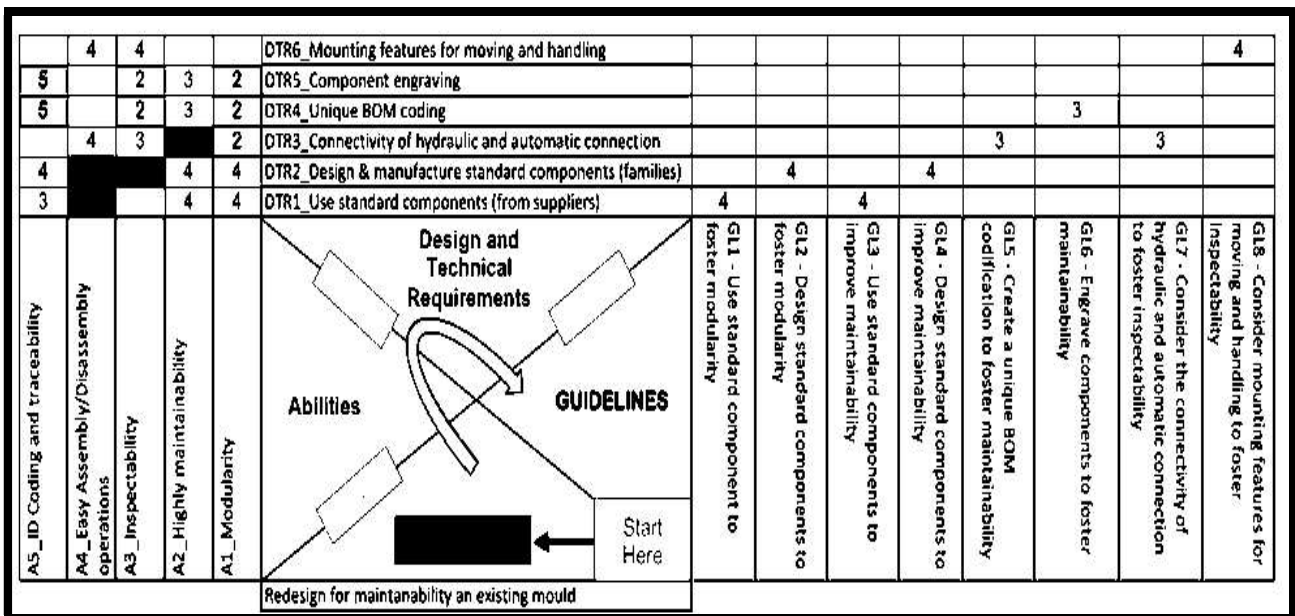 4 4 DTR6_Mounting features for moving and handling 4
5 2 3 2 DTR5_Component engraving
5 2 3 2 DTR4_Unique BOM coding 3
4 3 2 DTR3_Connectivity of hydraulic and automatic connection 3 3
4 4 4 DTR2_Design & manufacture standard components (families) 4 4
3 4 4 DTR1_Use standard components (from suppliers) 4 4
A5_ID Coding and traceability
A4_Easy Assembly/Disassembly
operations
A3_Inspectability
A2_Highly maintainability
A1_Modularity
Design and
Technical
Requirements
Abilities
GUIDELINES
Start
Here
Redesign for maintanability an existing mould
GL1 - Use standard component to
foster modularity
GL2 - Design standard components to
foster modularity
GL3 - Use standard components to
improve maintainability
GL4 - Design standard components to
improve maintainability
GL5 - Create a unique BOM
codification to foster maintainability
GL6 - Engrave components to foster
maintainability
GL7 - Consider the connectivity of
hydraulic and automatic connection
to foster inspectability
GL8 - Consider mounting features for
moving and handling to foster
inspectability